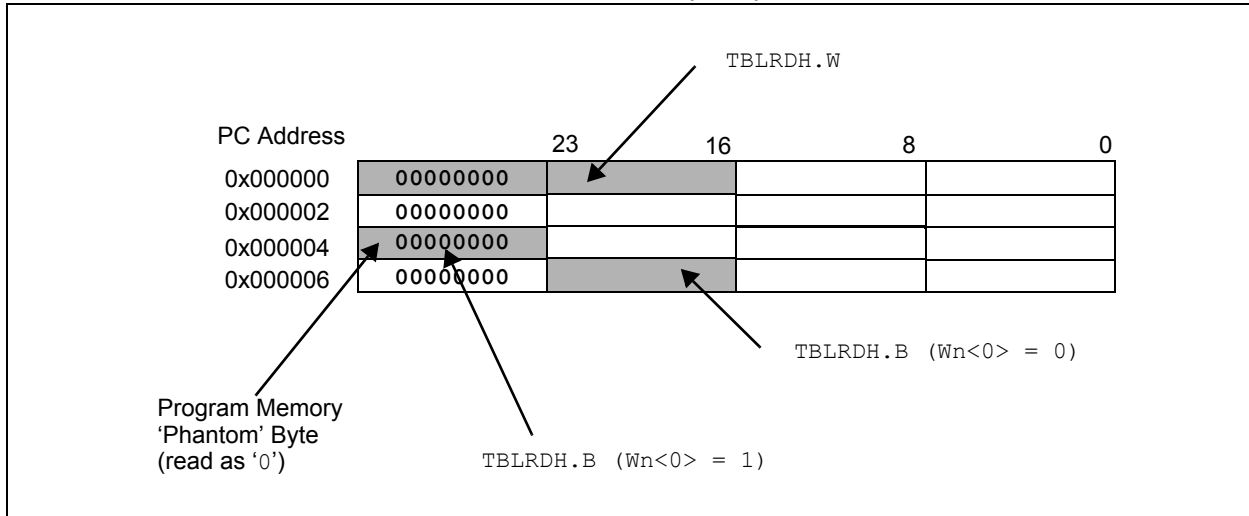 TBLRDH.W
PC Address
23 16 8 0
0x000000 00000000
0x000002 00000000
0x000004 00000000
0x000006 00000000
TBLRDH.B (Wn<0> = 0)
Program Memory
‘Phantom’ Byte
(read as ‘0’)
TBLRDH.B (Wn<0> = 1)